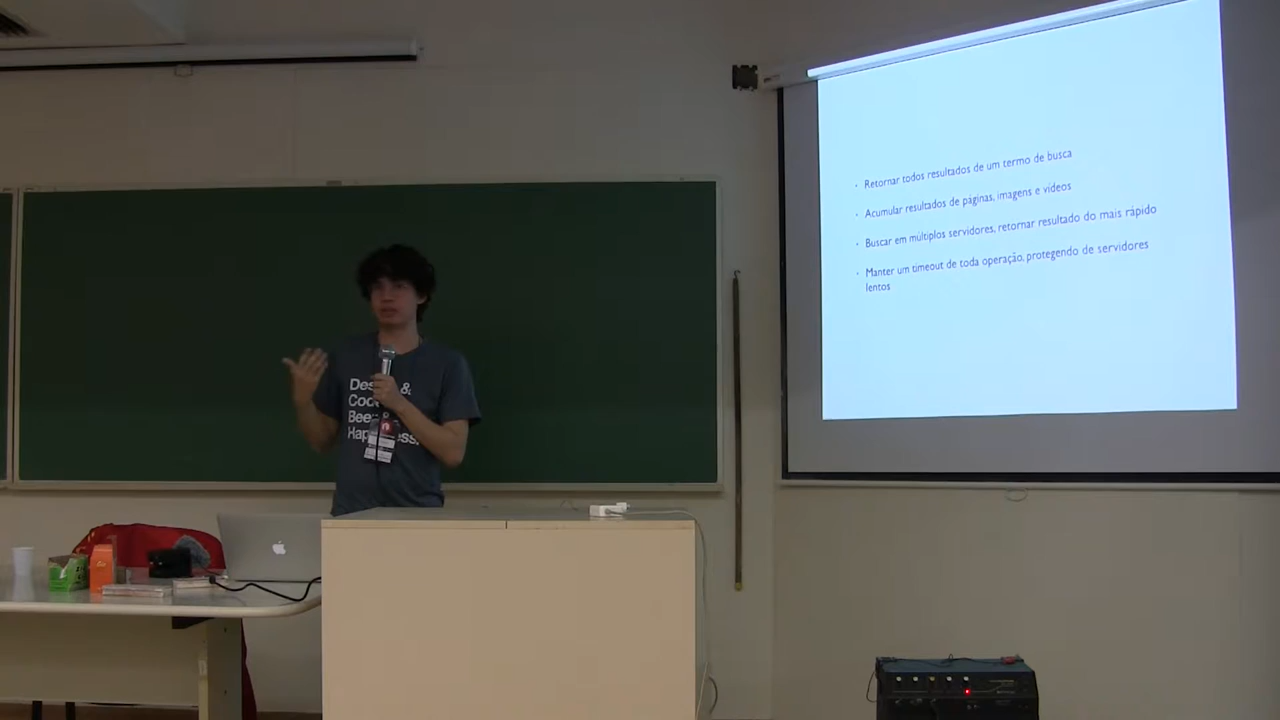 • Retornar todos resultados de um termo de busca
• Acumular resultados de páginas, imagens e vídeos
• Buscar em múltiplos servidores, retornar resultado do mais rápido
• Manter um timeout de toda operação, protegendo de servidores
lentos
&
&